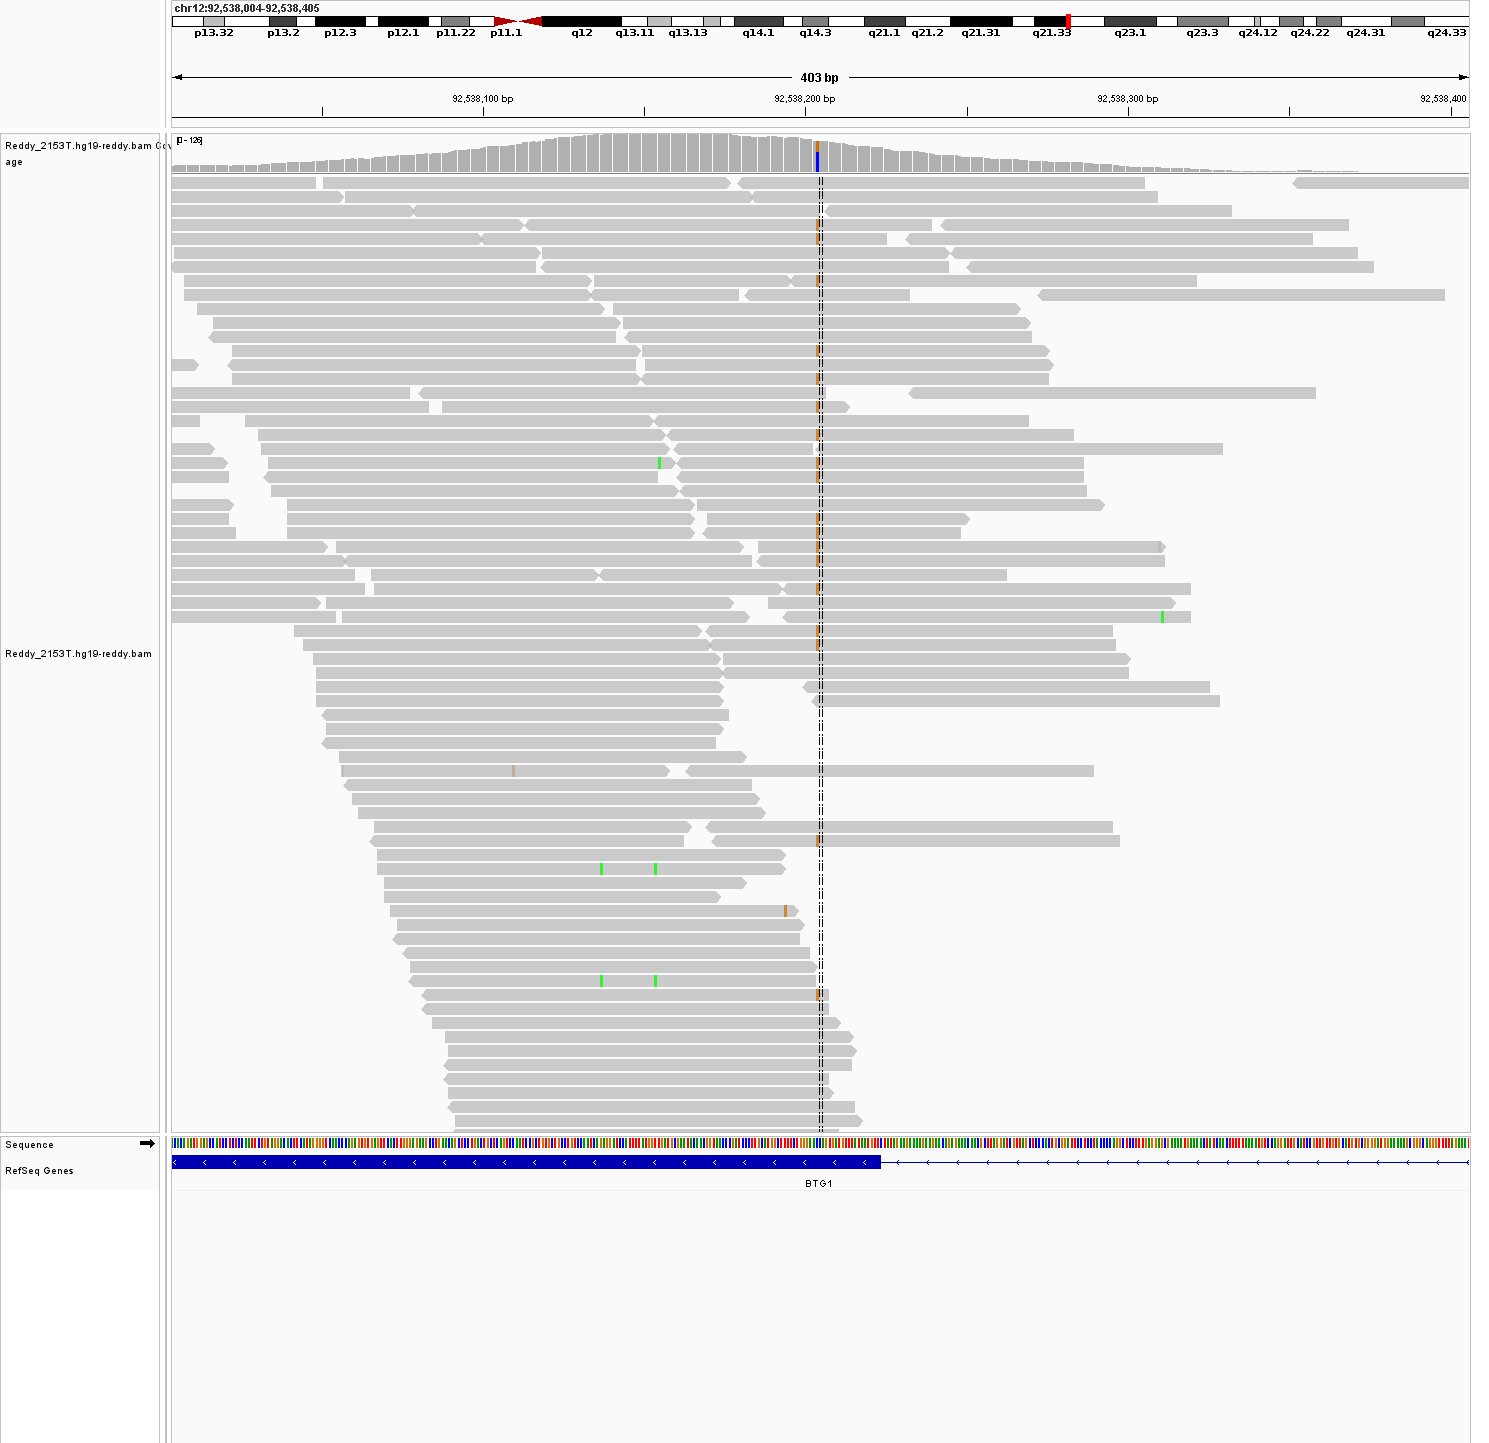 chr12:92,538,004-92,538,405
p13.32 p13.2 p12.3 p12.1 p11.22 p11.1 q12 q13.11 q13.13 q14.1 q14.3 q21.1 q21.2 q21.31 q21.33 q23.1 q23.3 q24.12 q24.22 q24.31 q24.33
403 bp
92,538,100 bp 92,538,200 bp 92,538,300 bp 92,538,400
[0 - 126]
Reddy_2153T.hg19-reddy.bam Cov
age
Reddy_2153T.hg19-reddy.bam
Sequence
RefSeq Genes
BTG1